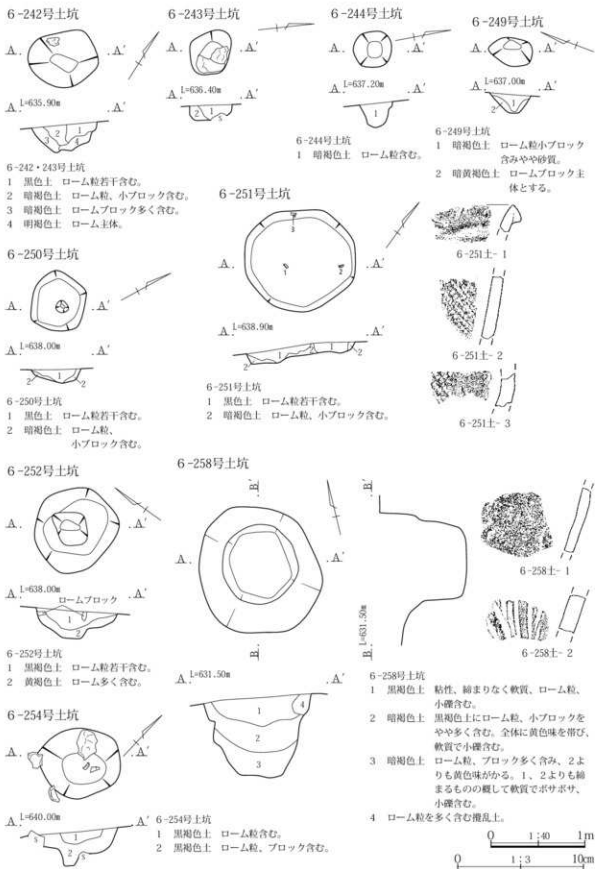 6-242号土坑
A. .A′
A. L=635.90m .A′
2 1
3 4
6-242・243号土坑
1 黒色土 ローム粒若干含む。
2 暗褐色土 ローム粒、小ブロック含む。
3 暗褐色土 ロームブロック多く含む。
4 明褐色土 ローム主体。
6-243号土坑
A. .A′
A. L=636.40m .A′
2 1 s
6-244号土坑
A. .A′
A. L=637.20m .A′
1
6-244号土坑
1 暗褐色土 ローム粒含む。
6-249号土坑
A. .A′
A. L=637.00m .A′
2 1
6-249号土坑
1 暗褐色土 ローム粒小ブロック
含みやや砂質。
2 暗黄褐色土 ロームブロック主
体とする。
6-250号土坑
A. .A′
A. L=638.00m .A′
2 1 2
6-250号土坑
1 黒色土 ローム粒若干含む。
2 暗褐色土 ローム粒、
小ブロック含む。
6-251号土坑
3
A. 1 2 .A′
A. L=638.90m .A′
2 1 1 2
6-251号土坑
1 黒色土 ローム粒若干含む。
2 暗褐色土 ローム粒、小ブロック含む。
6-251土-1
6-251土-2
6-251土-3
6-252号土坑
A. .A′
A. L=638.00m .A′
ロームブロック
1
2
6-252号土坑
1 黒褐色土 ローム粒若干含む。
2 黄褐色土 ローム多く含む。
6-254号土坑
A. .A′
A. L=640.00m .A′
s 1
2 s
6-254号土坑
1 黒褐色土 ローム粒含む。
2 黒褐色土 ローム粒、ブロック含む。
6-258号土坑
B′
A. .A′
B
A. L=631.50m .A′
1 4
2
3
B′
B L=631.50m
6-258土-1
6-258土-2
6-258号土坑
1 黒褐色土 粘性、締まりなく軟質、ローム粒、
小礫含む。
2 暗褐色土 黒褐色土にローム粒、小ブロックを
やや多く含む。全体に黄色味を帯び、
軟質で小礫含む。
3 暗褐色土 ローム粒、ブロック多く含み、2よ
りも黄色味がかる。1、2よりも締
まるものの概して軟質でボサボサ、
小礫含む。
4 ローム粒を多く含む攪乱土。
0 1:40 1m
0 1:3 10cm